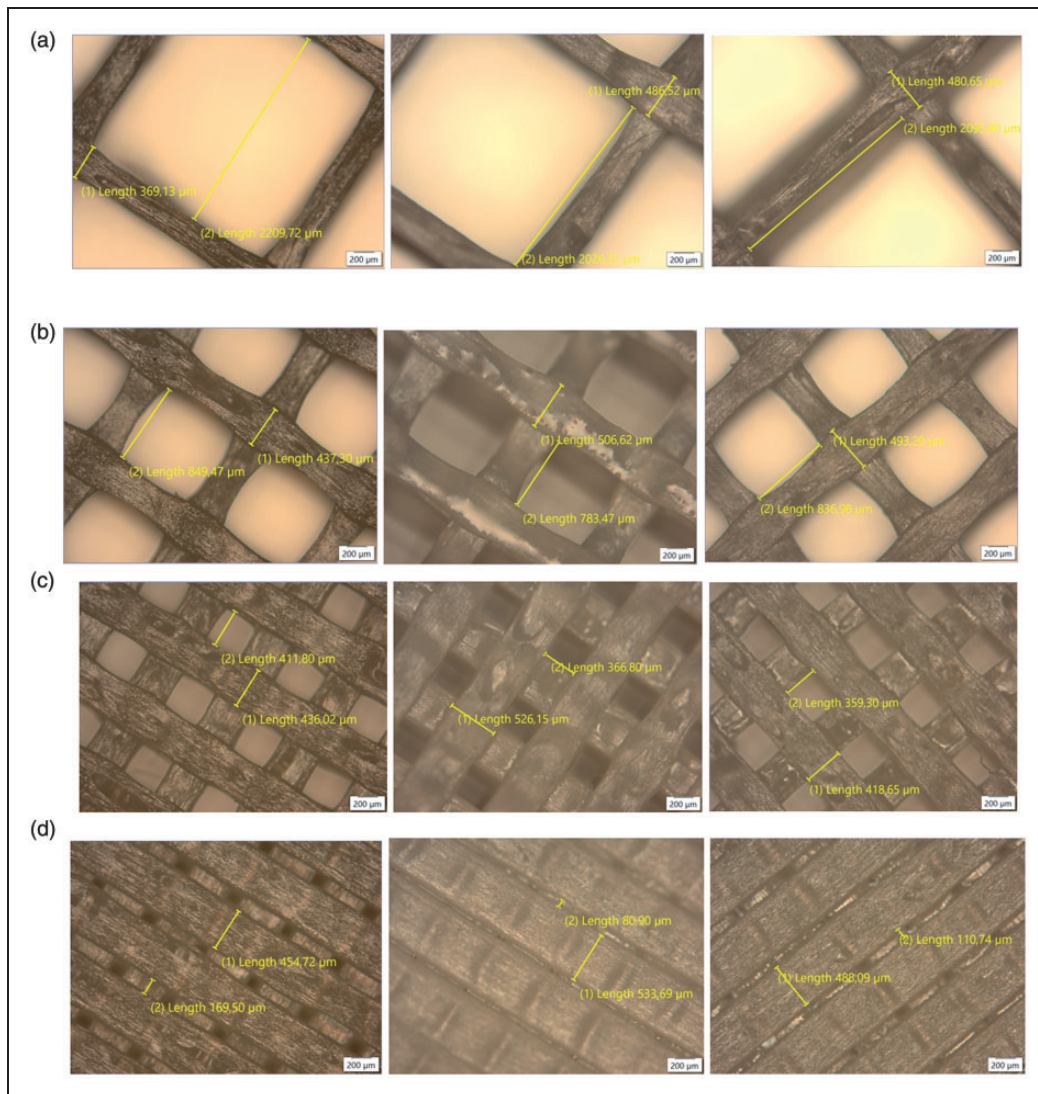 (a)
(1) Length 369,13 µm
(2) Length 2209,72 µm
200 µm
(1) Length 486,52 µm
(2) Length
200 µm
(1) Length 480,65 µm
(2) Length
200 µm
(b)
(1) Length 437,30 µm
(2) Length 849,47 µm
200 µm
(1) Length 506,62 µm
(2) Length 783,47 µm
200 µm
(1) Length 493,29 µm
(2) Length 836,98 µm
200 µm
(c)
(2) Length 411,80 µm
(1) Length 436,02 µm
200 µm
(2) Length 366,80 µm
(1) Length 526,15 µm
200 µm
(2) Length 359,30 µm
(1) Length 418,65 µm
200 µm
(d)
(1) Length 454,72 µm
(2) Length 169,50 µm
200 µm
(2) Length 80,90 µm
(1) Length 533,69 µm
200 µm
(2) Length 110,74 µm
(1) Length 488,09 µm
200 µm